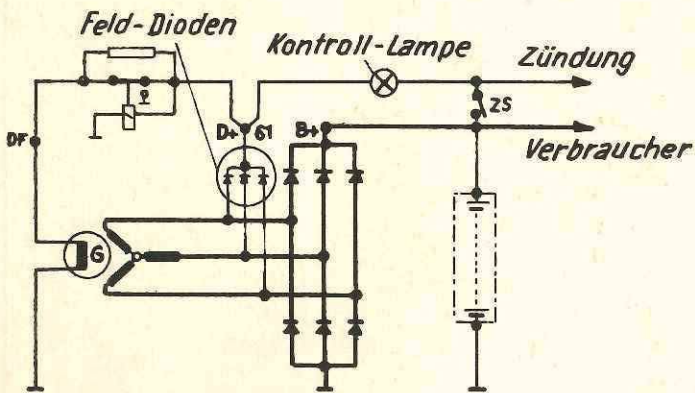 Feld-Dioden
Kontroll-Lampe
Zündung
ZS
D+ 61 B+
DF
Verbraucher
G